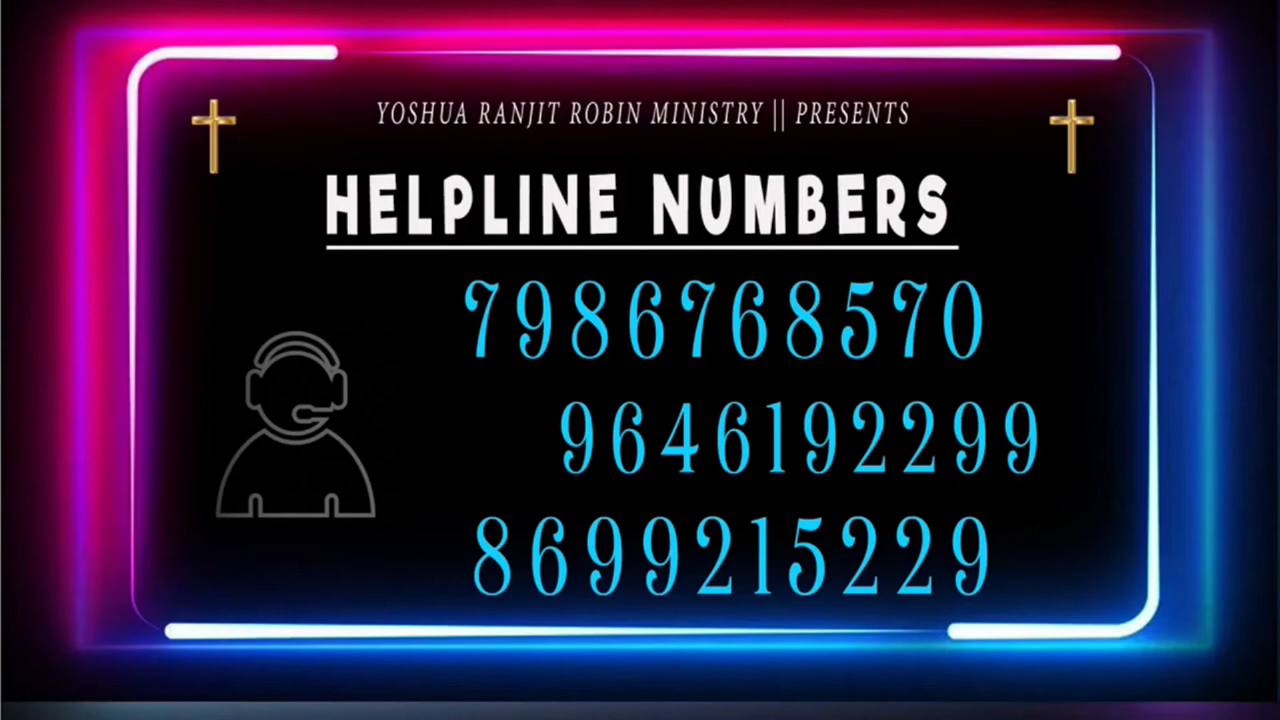 YOSHUA RANJIT ROBIN MINISTRY || PRESENTS
HELPLINE NUMBERS
7986768570
9646192299
8699215229